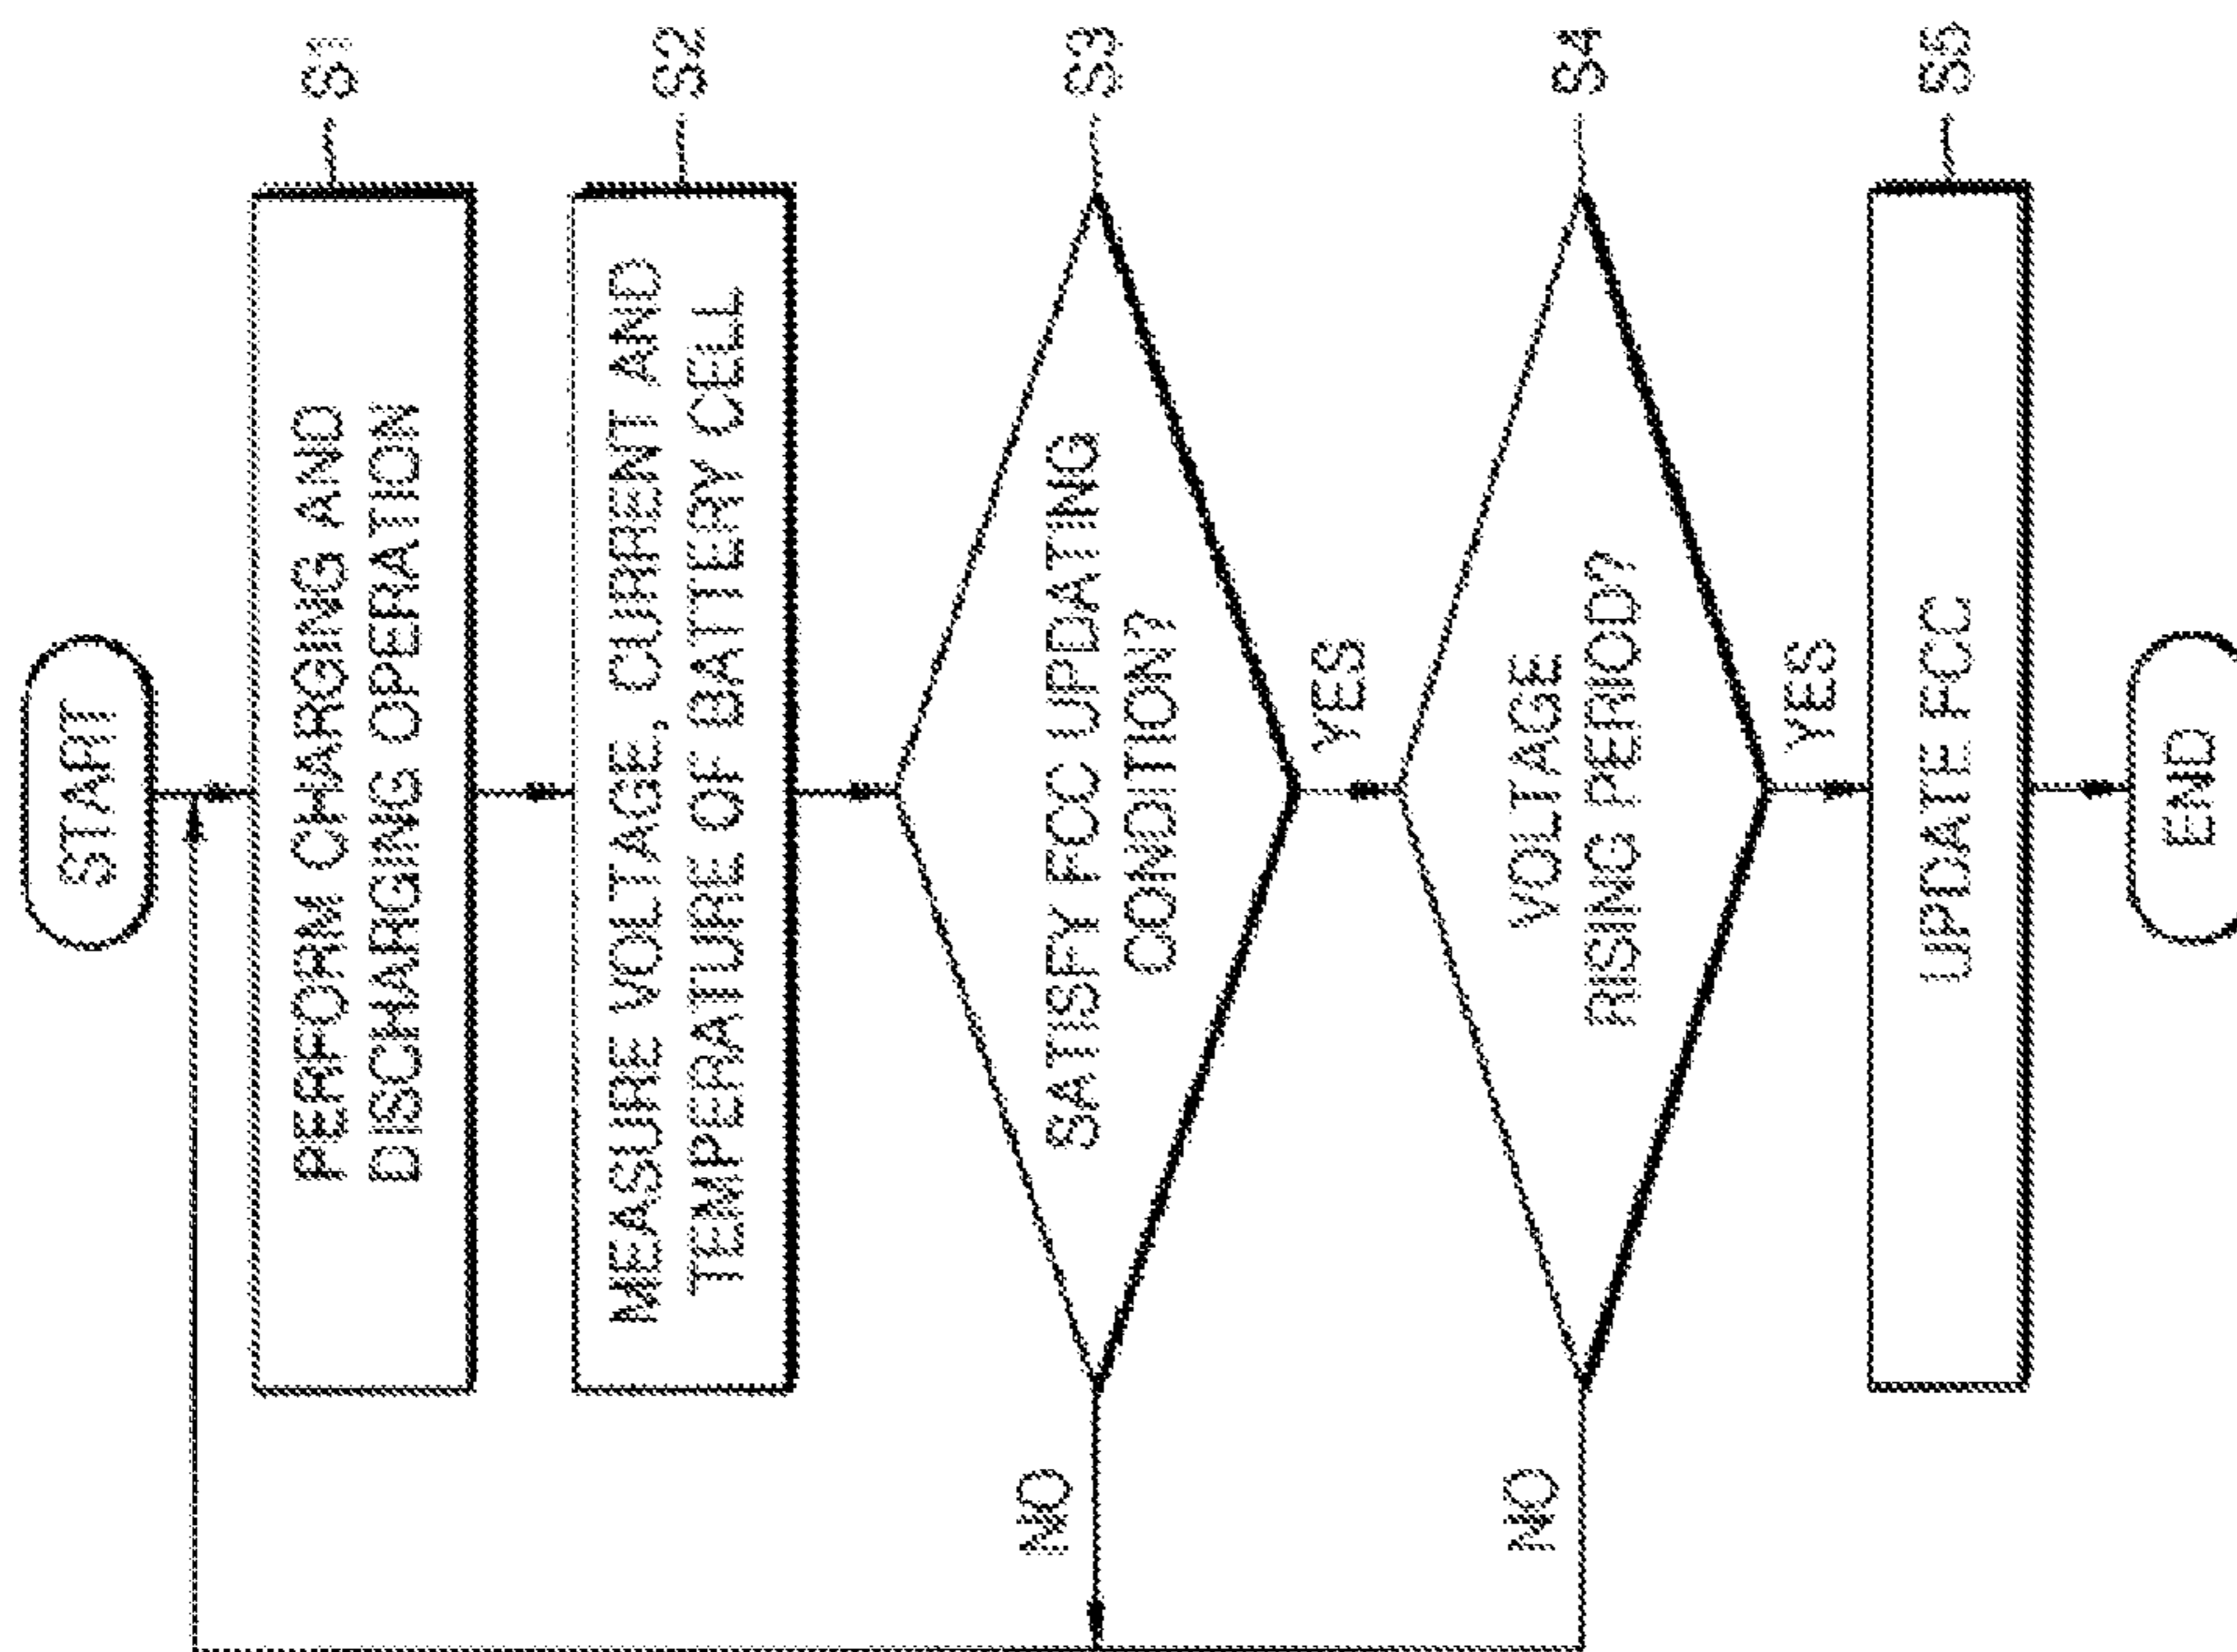 START
PERFORM CHARGING AND
DISCHARGING OPERATION
S1
MEASURE VOLTAGE, CURRENT AND
TEMPERATURE OF BATTERY CELL
S2
SATISFY FCC UPDATING
CONDITION?
S3
NO
YES
VOLTAGE
RISING PERIOD?
S4
NO
YES
UPDATE FCC
S5
END